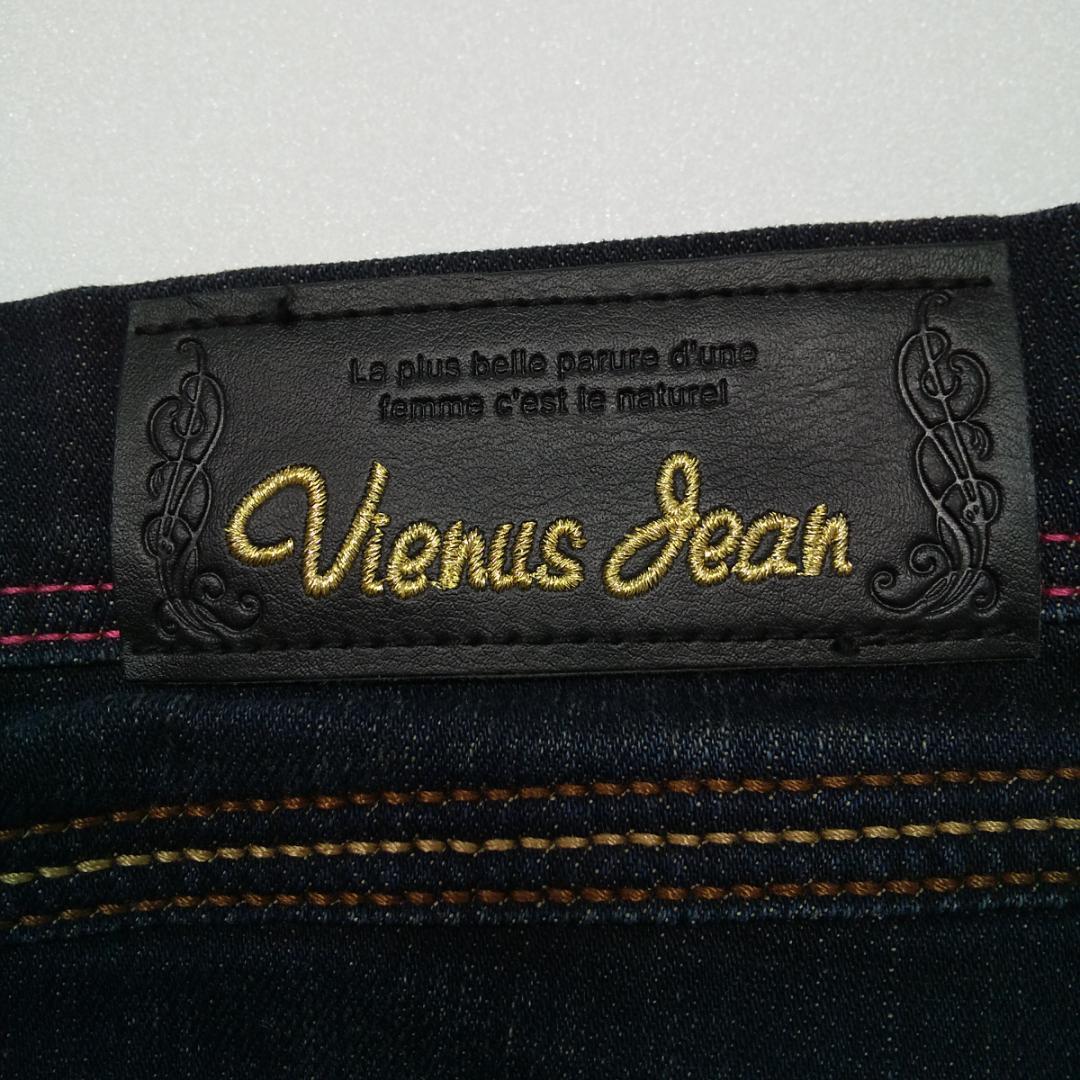 La plus belle parure d'une
femme c'est le naturel
Vienus Jean